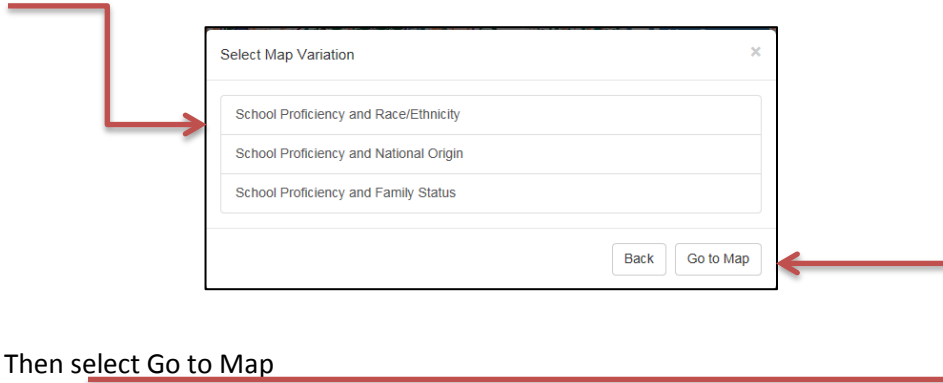 Select Map Variation ×
School Proficiency and Race/Ethnicity
School Proficiency and National Origin
School Proficiency and Family Status
Back Go to Map
Then select Go to Map